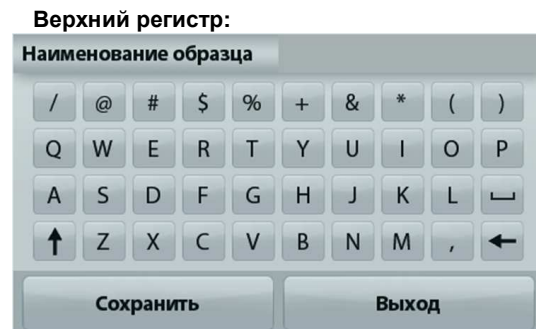 Верхний регистр:
Наименование образца
/ @ # $ % + & * ( )
Q W E R T Y U I O P
A S D F G H J K L
Z X C V B N M ,
Сохранить Выход